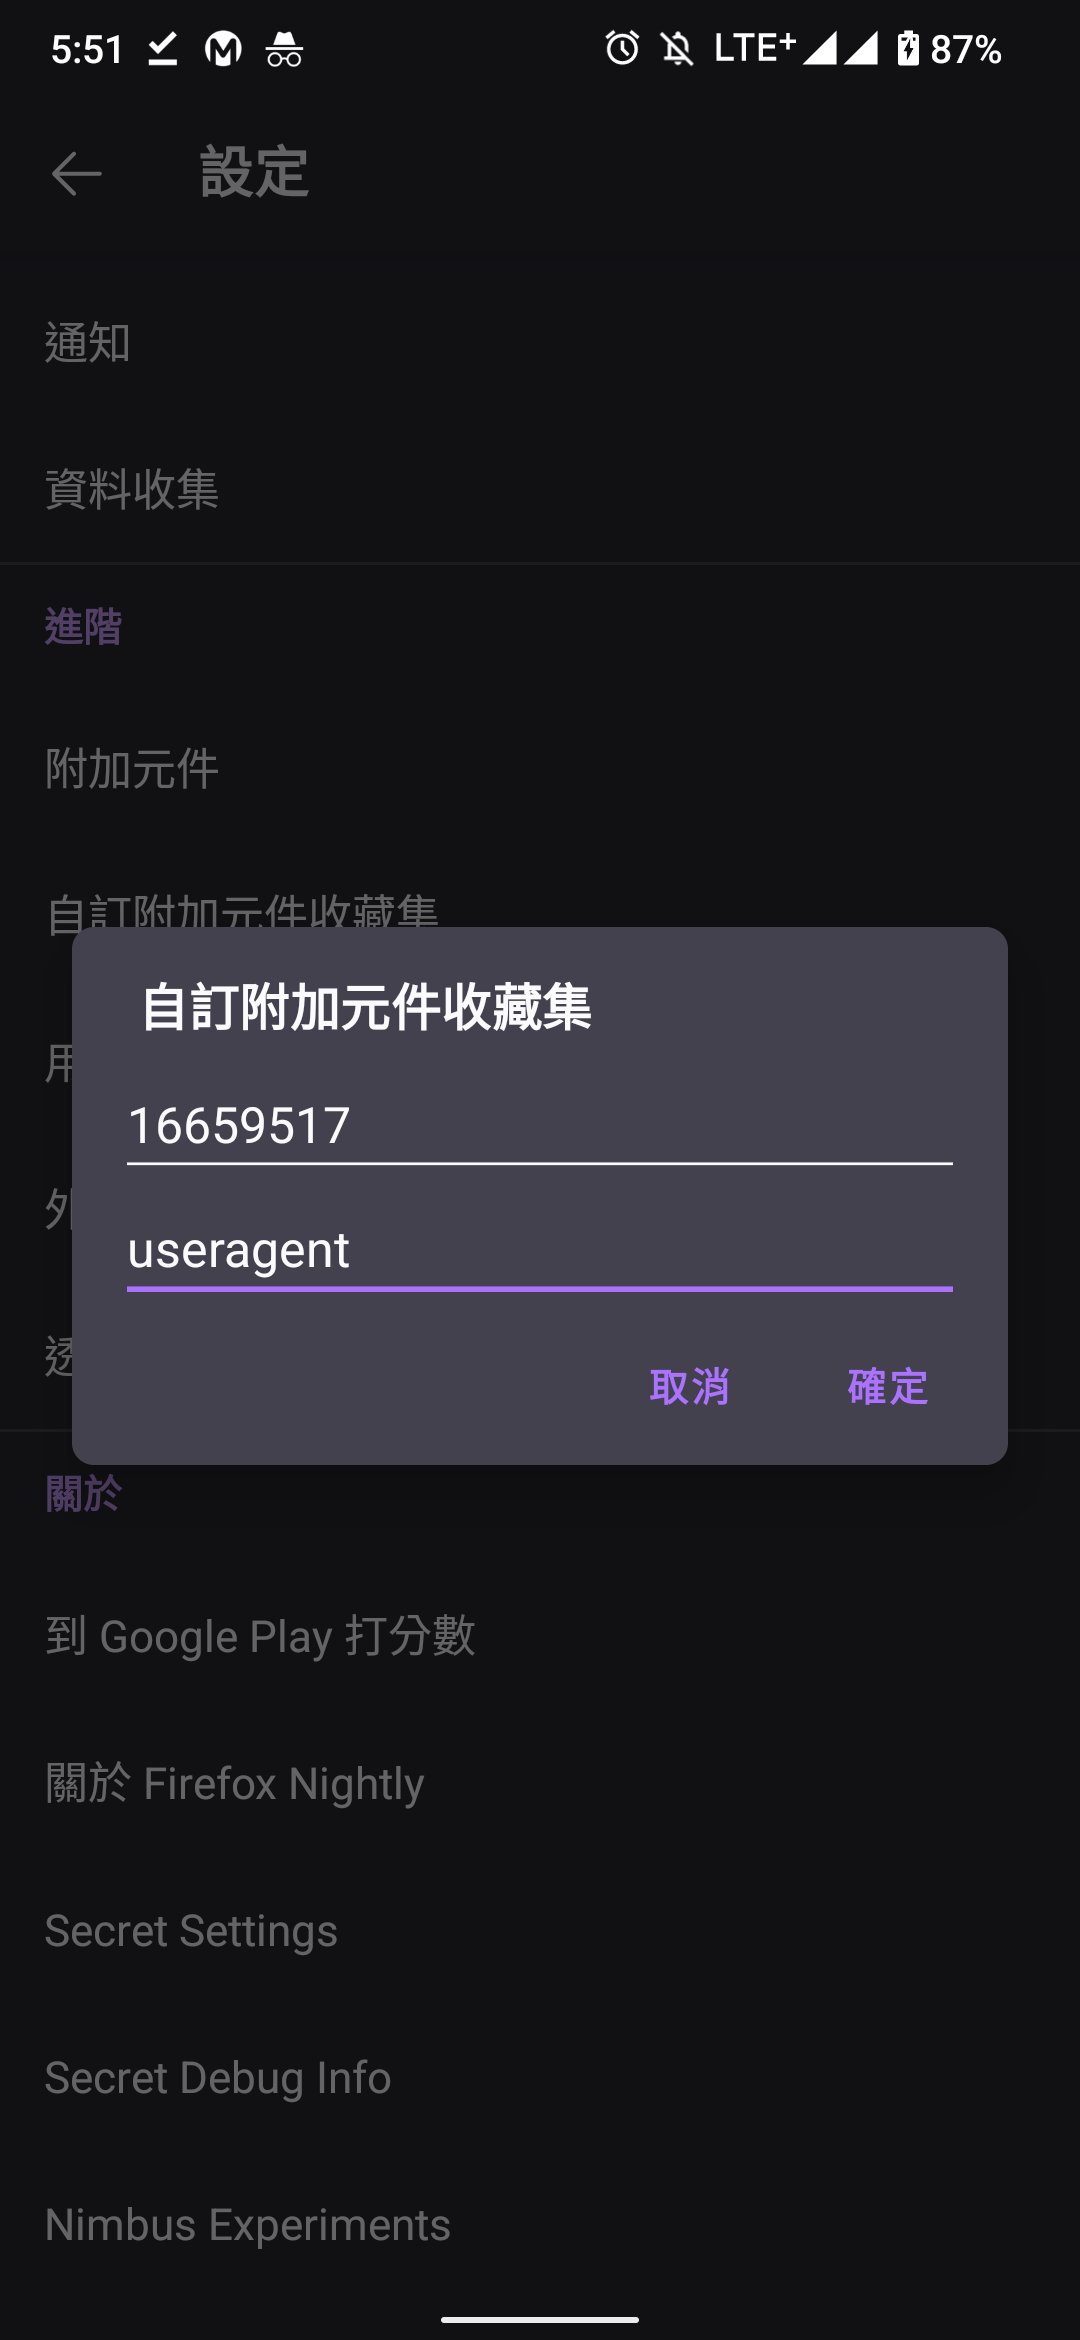 5:51 LTE+ 87%
設定
通知
資料收集
進階
附加元件
自訂附加元件收藏集
自訂附加元件收藏集
用
16659517
外
useragent
透
取消 確定
關於
到 Google Play 打分數
關於 Firefox Nightly
Secret Settings
Secret Debug Info
Nimbus Experiments